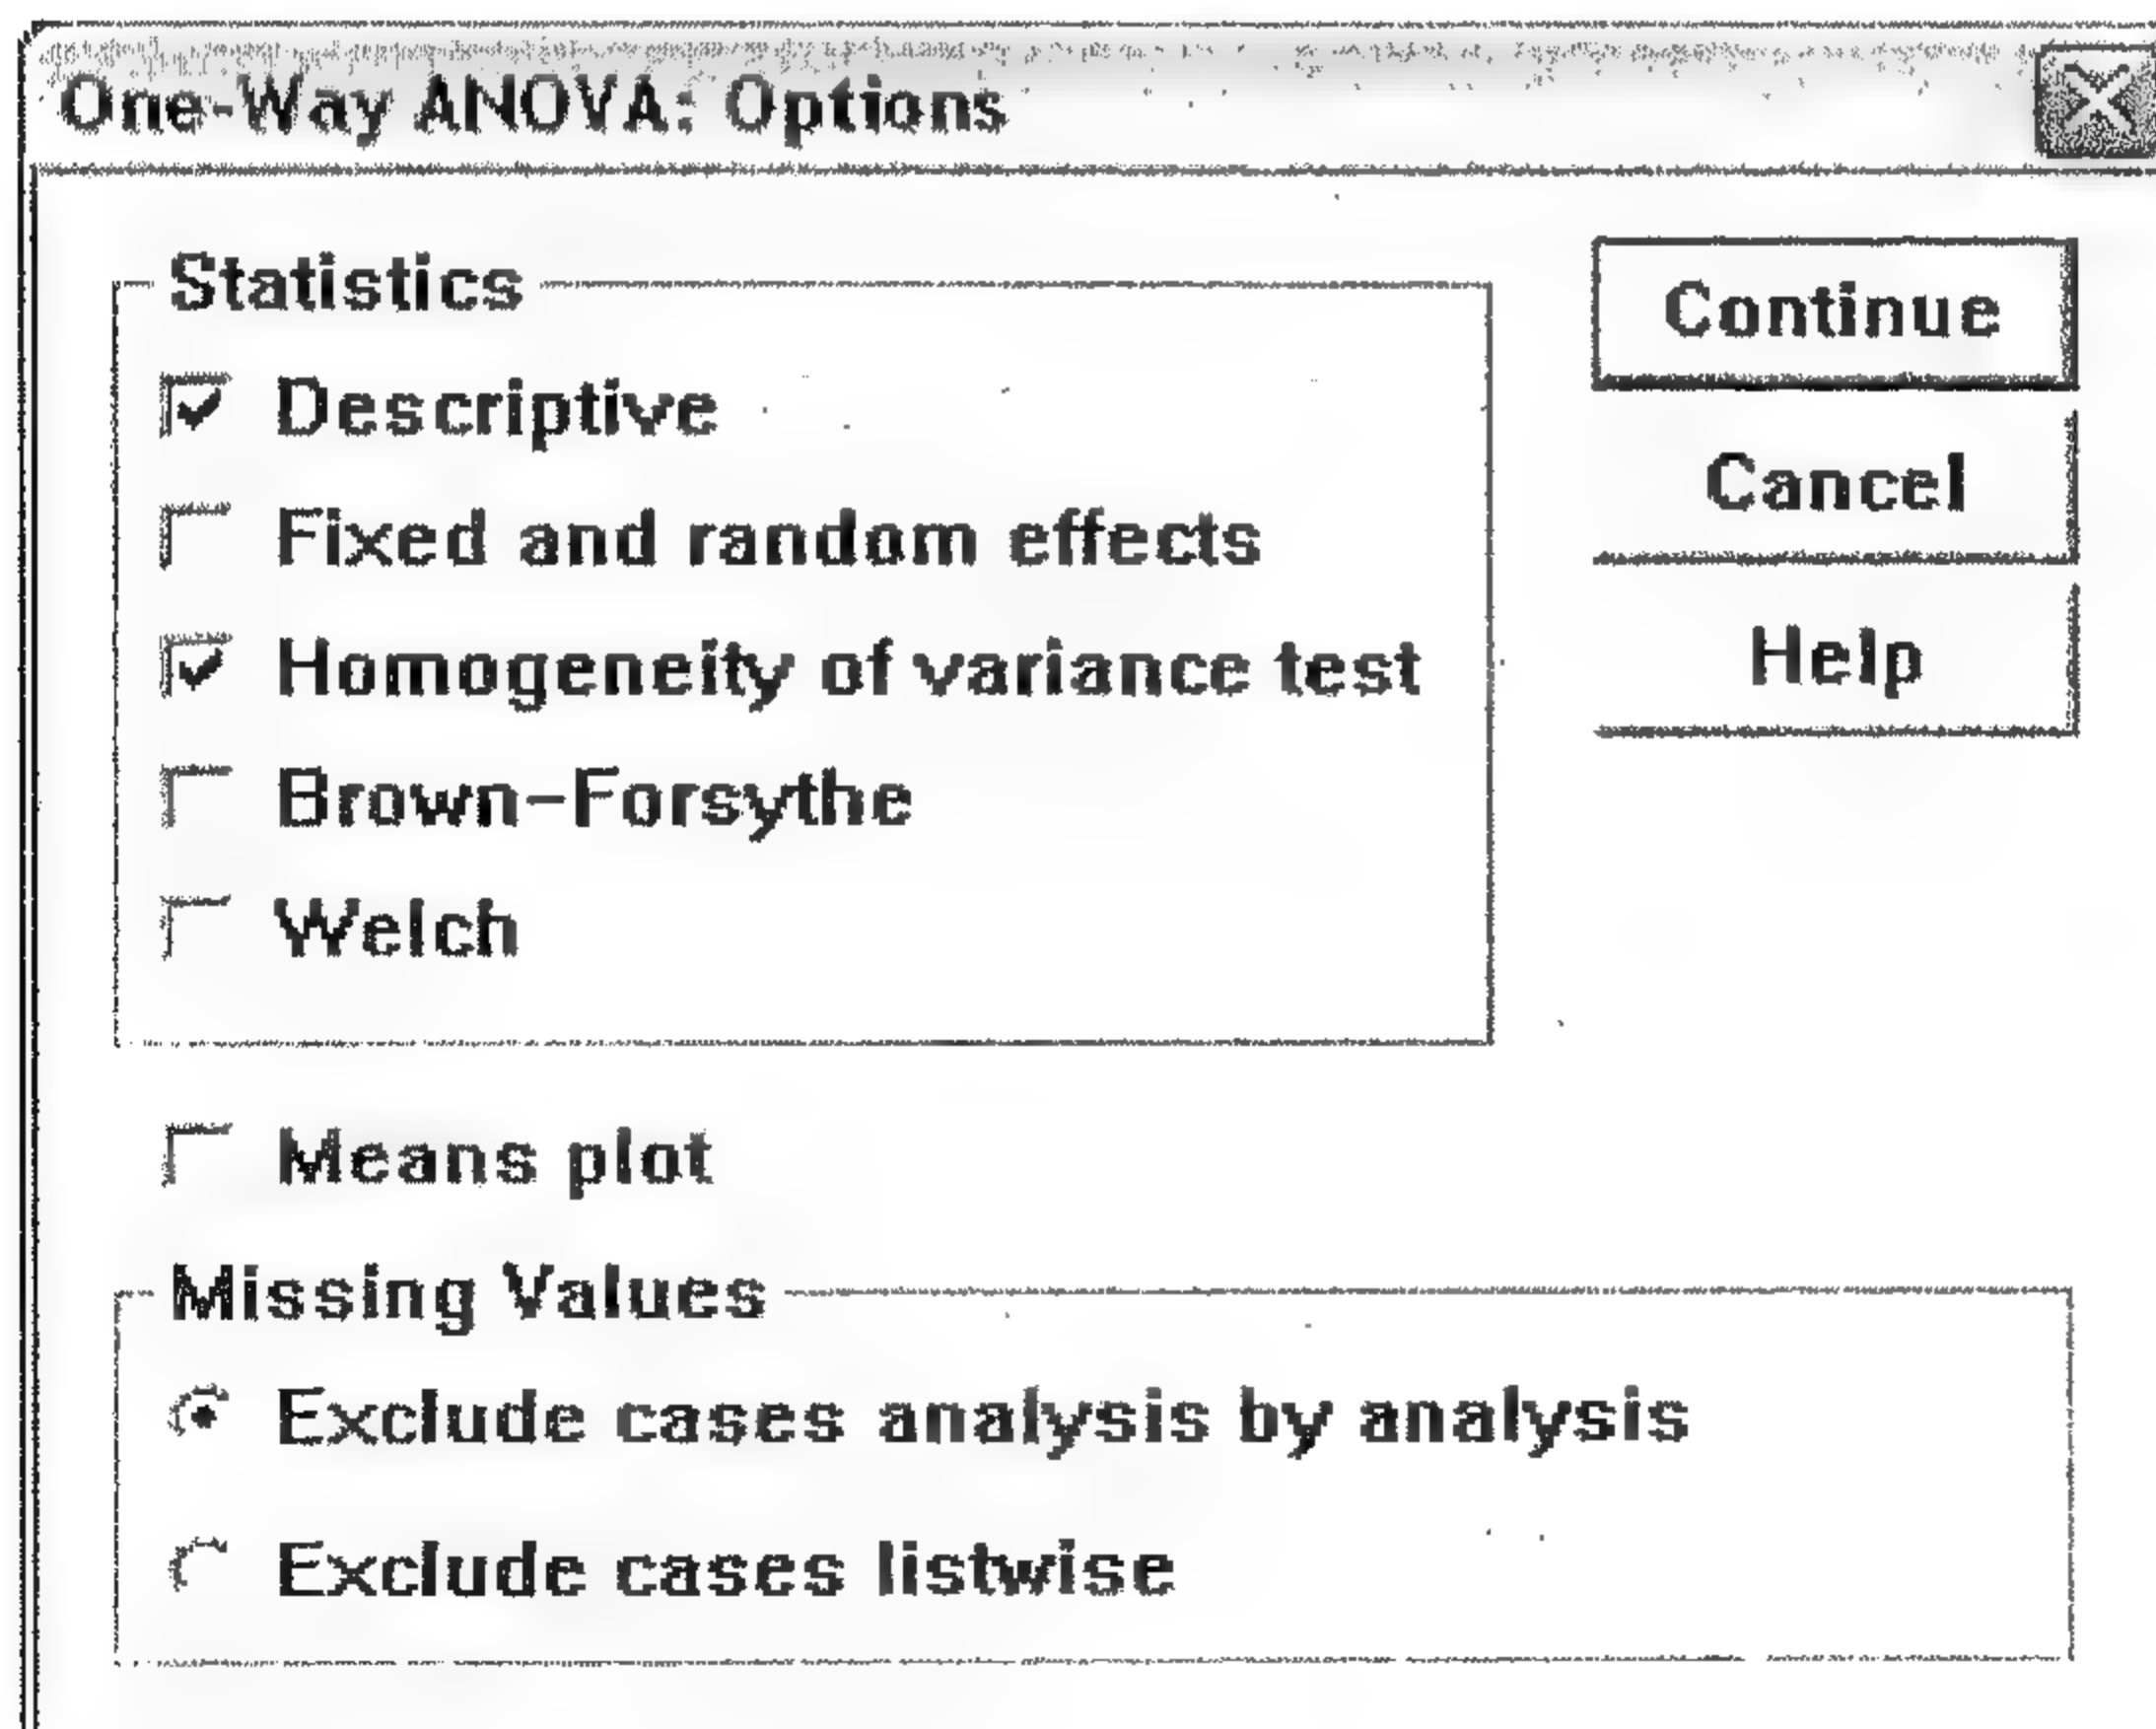 One-Way ANOVA: Options
Statistics
Descriptive
Fixed and random effects
Homogeneity of variance test
Brown-Forsythe
Welch
Means plot
Missing Values
Exclude cases analysis by analysis
Exclude cases listwise
Continue
Cancel
Help